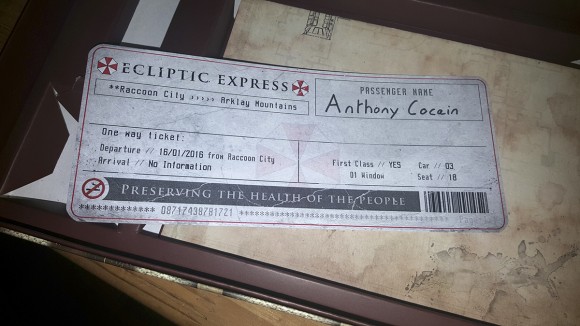 ECLIPTIC EXPRESS
**Raccoon City >>>>> Arklay Mountains
PASSENGER NAME
Anthony Cocain
One way ticket:
Departure // 16/01/2016 from Raccoon City
Arrival // No Information
First Class // YES
01 Window
Car // 03
Seat // 18
PRESERVING THE HEALTH OF THE PEOPLE
************ 08717438781721 ****************************************